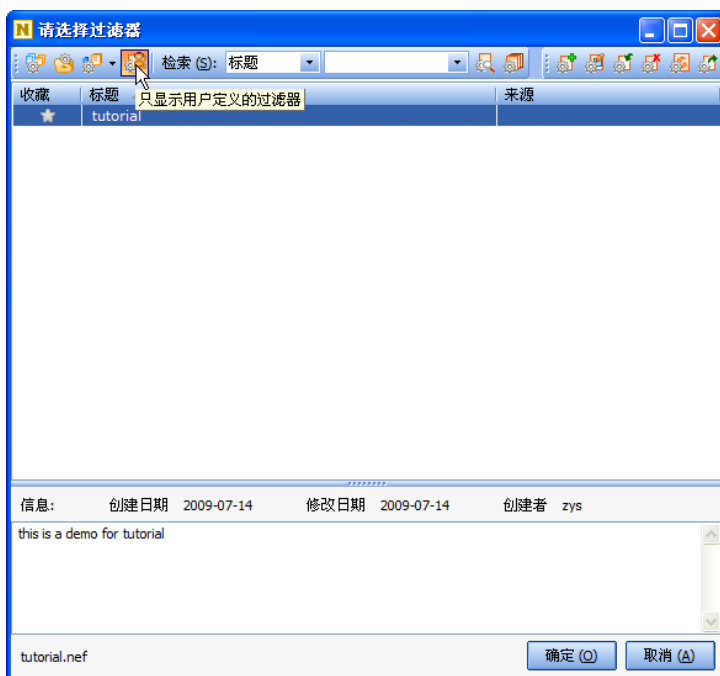 请选择过滤器
检索 (S): 标题
收藏 标题 来源
只显示用户定义的过滤器
tutorial
信息: 创建日期 2009-07-14 修改日期 2009-07-14 创建者 zys
this is a demo for tutorial
tutorial.nef 确定 (O) 取消 (A)